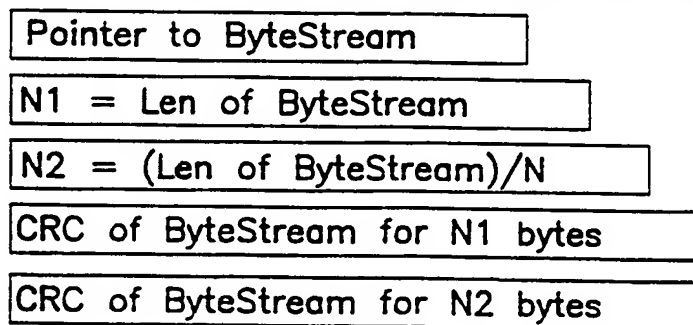 Pointer to ByteStream
N1 = Len of ByteStream
N2 = (Len of ByteStream)/N
CRC of ByteStream for N1 bytes
CRC of ByteStream for N2 bytes